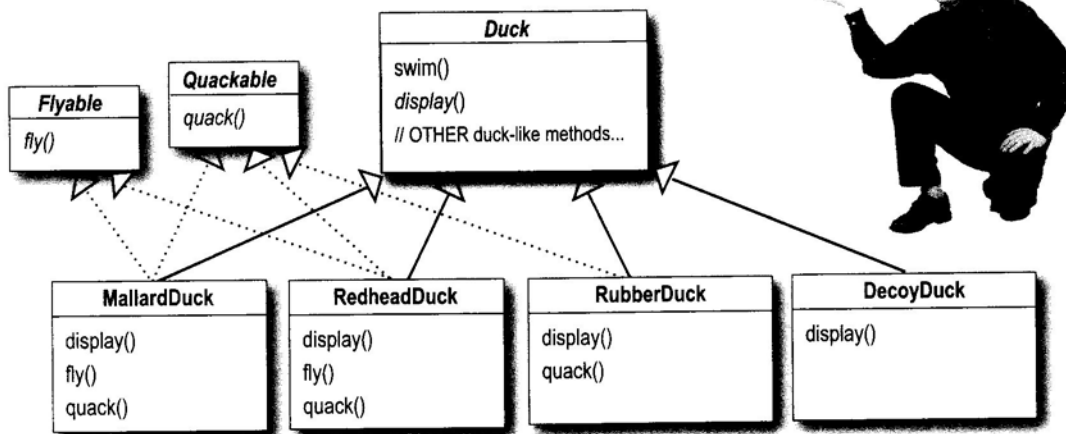 Duck
swim()
display()
// OTHER duck-like methods...
Quackable
quack()
Flyable
fly()
MallardDuck
display()
fly()
quack()
RedheadDuck
display()
fly()
quack()
RubberDuck
display()
quack()
DecoyDuck
display()